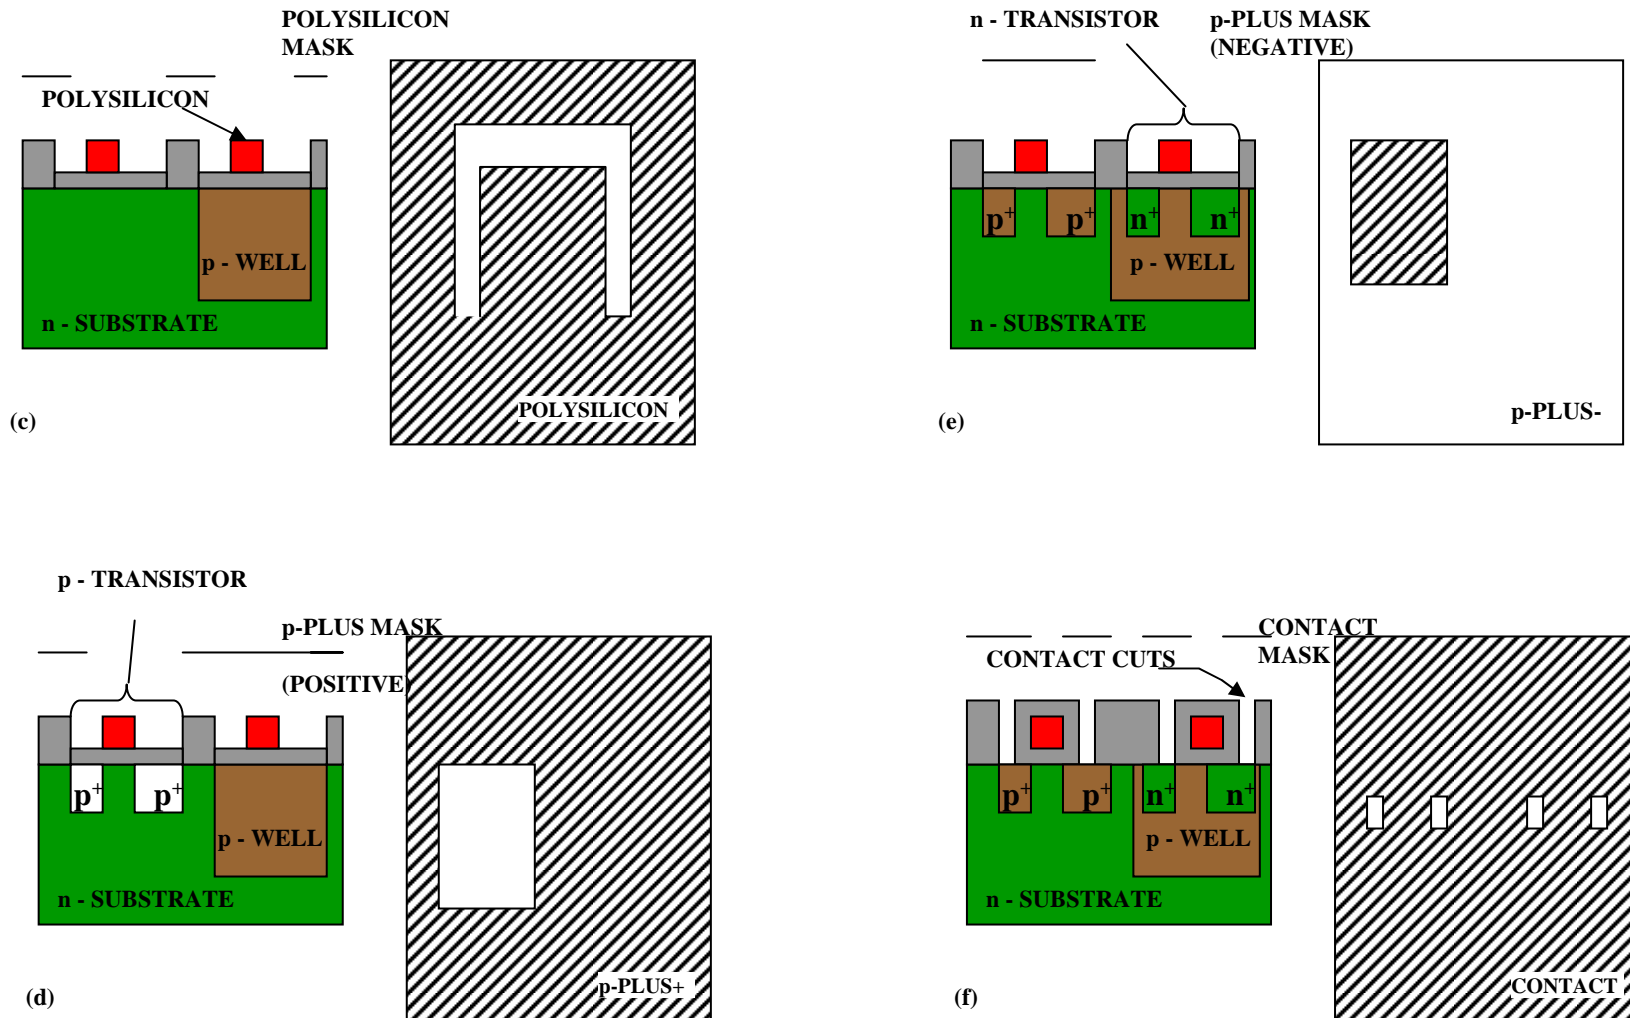 POLYSILICON
MASK
POLYSILICON
p - WELL
n - SUBSTRATE
POLYSILICON
(c)
n - TRANSISTOR
p-PLUS MASK
(NEGATIVE)
p+ p+ n+ n+
p - WELL
n - SUBSTRATE
p-PLUS-
(e)
p - TRANSISTOR
p-PLUS MASK
(POSITIVE
p+ p+
p - WELL
n - SUBSTRATE
p-PLUS+
(d)
CONTACT
MASK
CONTACT CUTS
p+ p+ n+ n+
p - WELL
n - SUBSTRATE
CONTACT
(f)